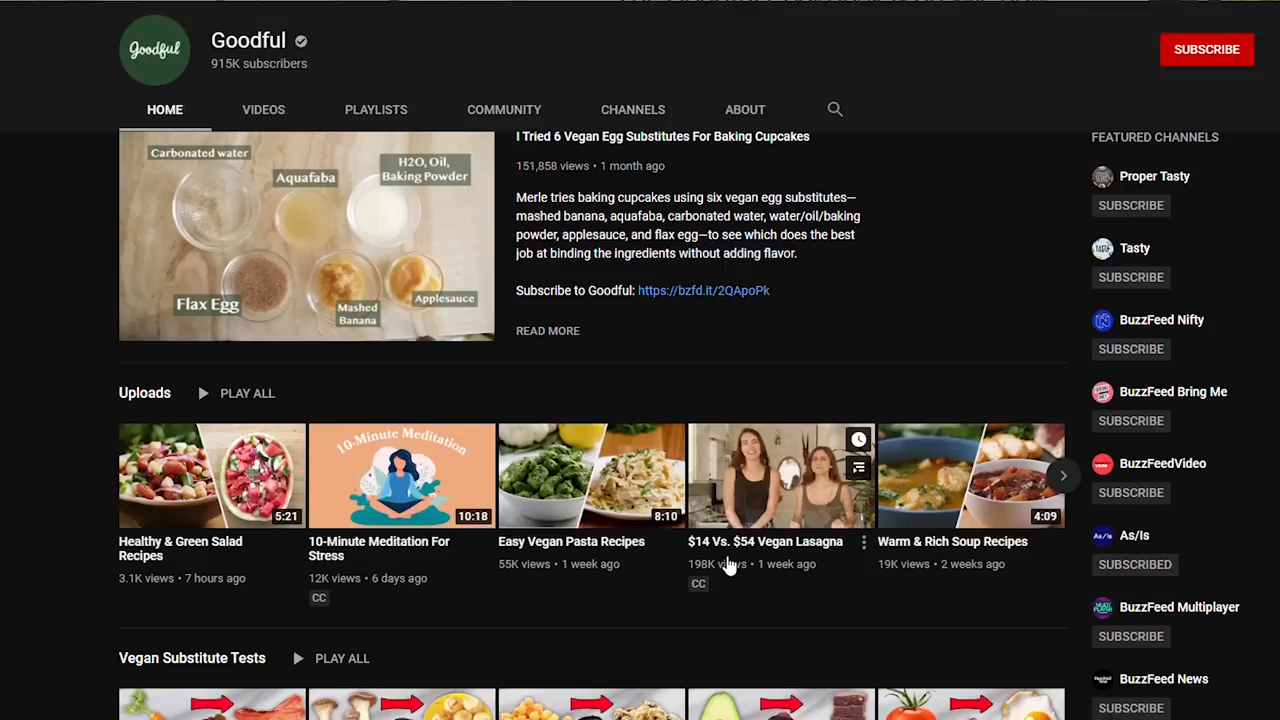 Goodful
Goodful
915K subscribers
SUBSCRIBE
HOME
VIDEOS
PLAYLISTS
COMMUNITY
CHANNELS
ABOUT
Carbonated water
Aquafaba
H2O, Oil,
Baking Powder
Flax Egg
Mashed
Banana
Applesauce
I Tried 6 Vegan Egg Substitutes For Baking Cupcakes
151,858 views • 1 month ago
Merle tries baking cupcakes using six vegan egg substitutes—
mashed banana, aquafaba, carbonated water, water/oil/baking
powder, applesauce, and flax egg—to see which does the best
job at binding the ingredients without adding flavor.
Subscribe to Goodful: https://bzfd.it/2QApoPk
READ MORE
Uploads
PLAY ALL
5:21
Healthy & Green Salad
Recipes
3.1K views • 7 hours ago
10-Minute Meditation
10:18
10-Minute Meditation For
Stress
12K views • 6 days ago
CC
8:10
Easy Vegan Pasta Recipes
55K views • 1 week ago
$14 Vs. $54 Vegan Lasagna
198K views • 1 week ago
CC
4:09
Warm & Rich Soup Recipes
19K views • 2 weeks ago
Vegan Substitute Tests
PLAY ALL
FEATURED CHANNELS
Proper Tasty
SUBSCRIBE
Tasty
SUBSCRIBE
BuzzFeed Nifty
SUBSCRIBE
BuzzFeed Bring Me
SUBSCRIBE
BuzzFeedVideo
SUBSCRIBE
As/Is
As/Is
SUBSCRIBED
BuzzFeed Multiplayer
SUBSCRIBE
BuzzFeed News
SUBSCRIBE